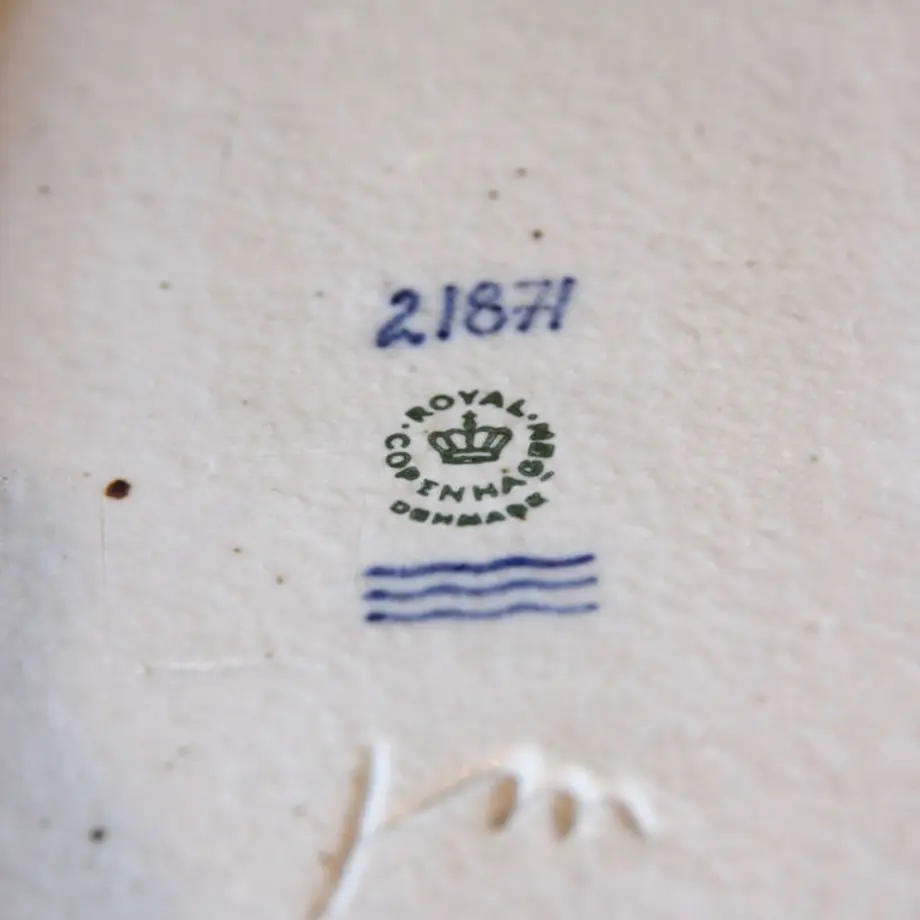 21871
ROYAL
COPENHAGEN
DENMARK